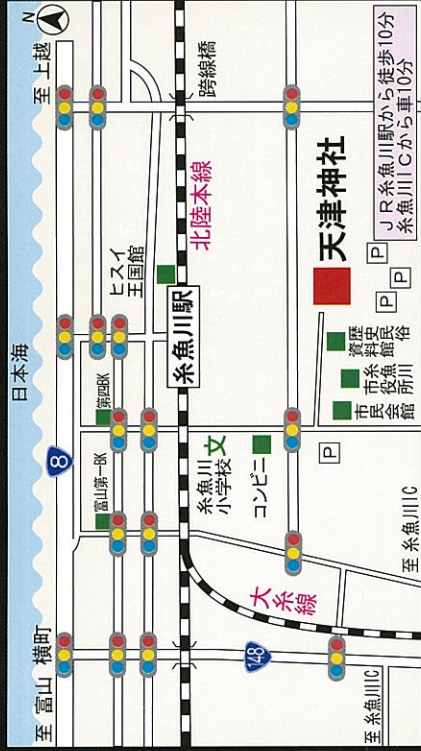 N
至 上越
日本海
8
至 富山 横町
跨線橋
ヒスイ
王国館
北陸本線
糸魚川駅
第四BK
富山第一BK
糸魚川
小学校
文
コンビニ
大糸線
148
天津神社
JR糸魚川駅から徒歩10分
糸魚川ICから車10分
P
P
P
P
歴史民俗
資料館
糸魚川
市役所
市民
会館
至 糸魚川IC
至 糸魚川IC